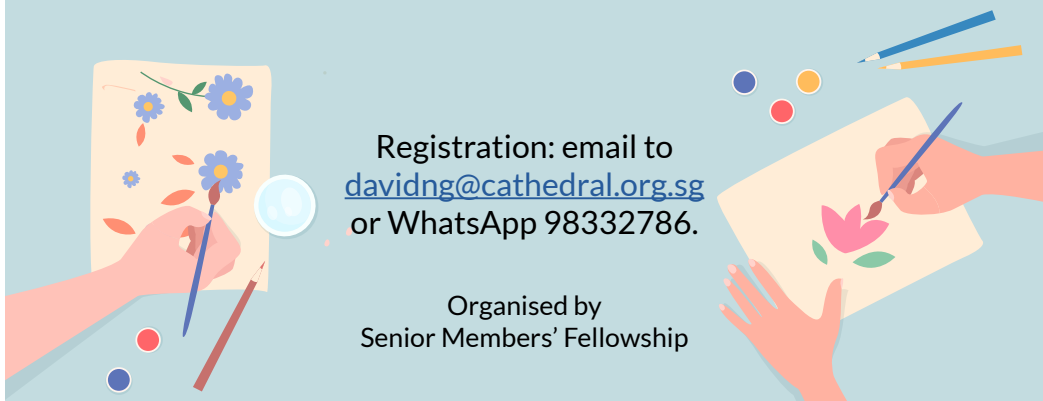 Registration: email to
davidng@cathedral.org.sg
or WhatsApp 98332786.
Organised by
Senior Members’ Fellowship